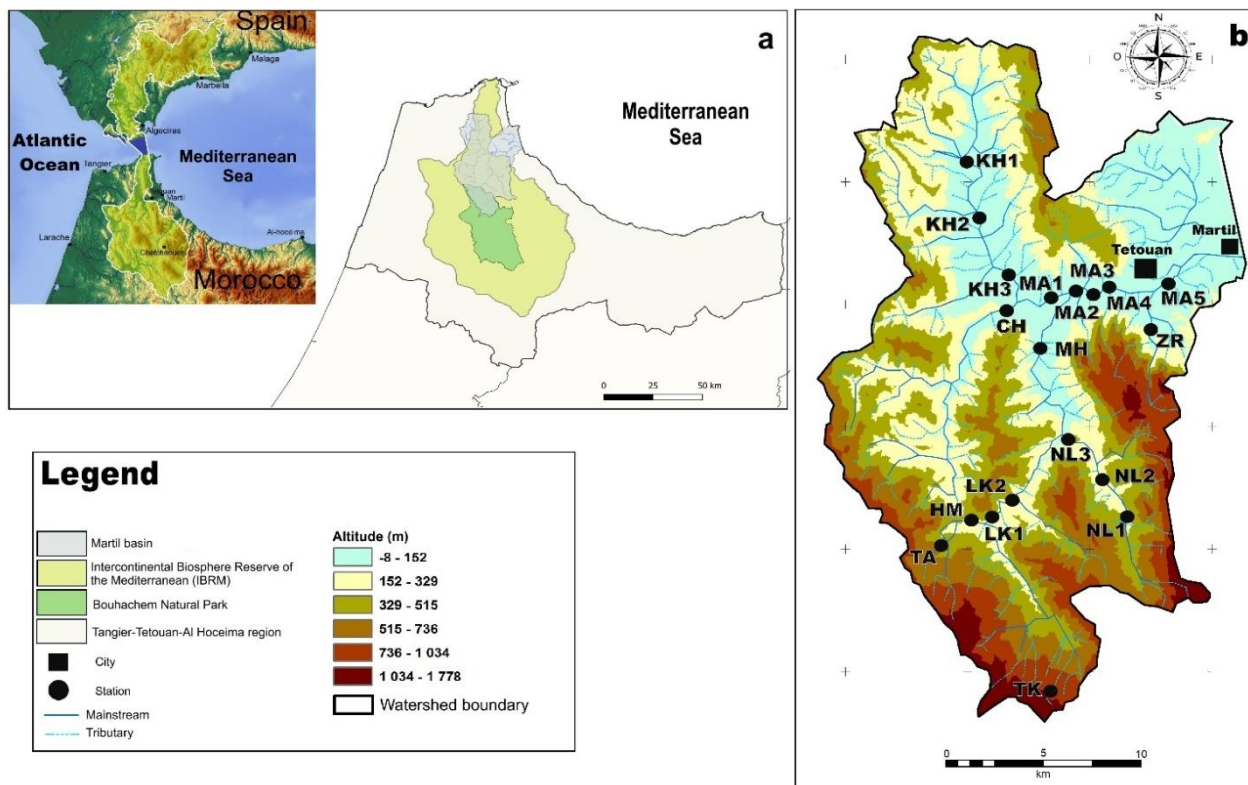 Spain
Malaga
Marbella
Algeciras
Atlantic
Ocean
Mediterranean
Sea
Tangier
Martil
Larache
Al-hoceima
Morocco
a
Mediterranean
Sea
0 25 50 km
Legend
Martil basin
Intercontinental Biosphere Reserve of
the Mediterranean (IBRM)
Bouhachem Natural Park
Tangier-Tetouan-Al Hoceima region
City
Station
Mainstream
Tributary
Altitude (m)
-8 - 152
152 - 329
329 - 515
515 - 736
736 - 1 034
1 034 - 1 778
Watershed boundary
b
N
O E
S
KH1
KH2
Martil
Tetouan
KH3
MA1
MA3
MA2
MA4
MA5
CH
ZR
MH
NL3
NL2
LK2
HM
LK1
NL1
TA
TK
0 5 10
km